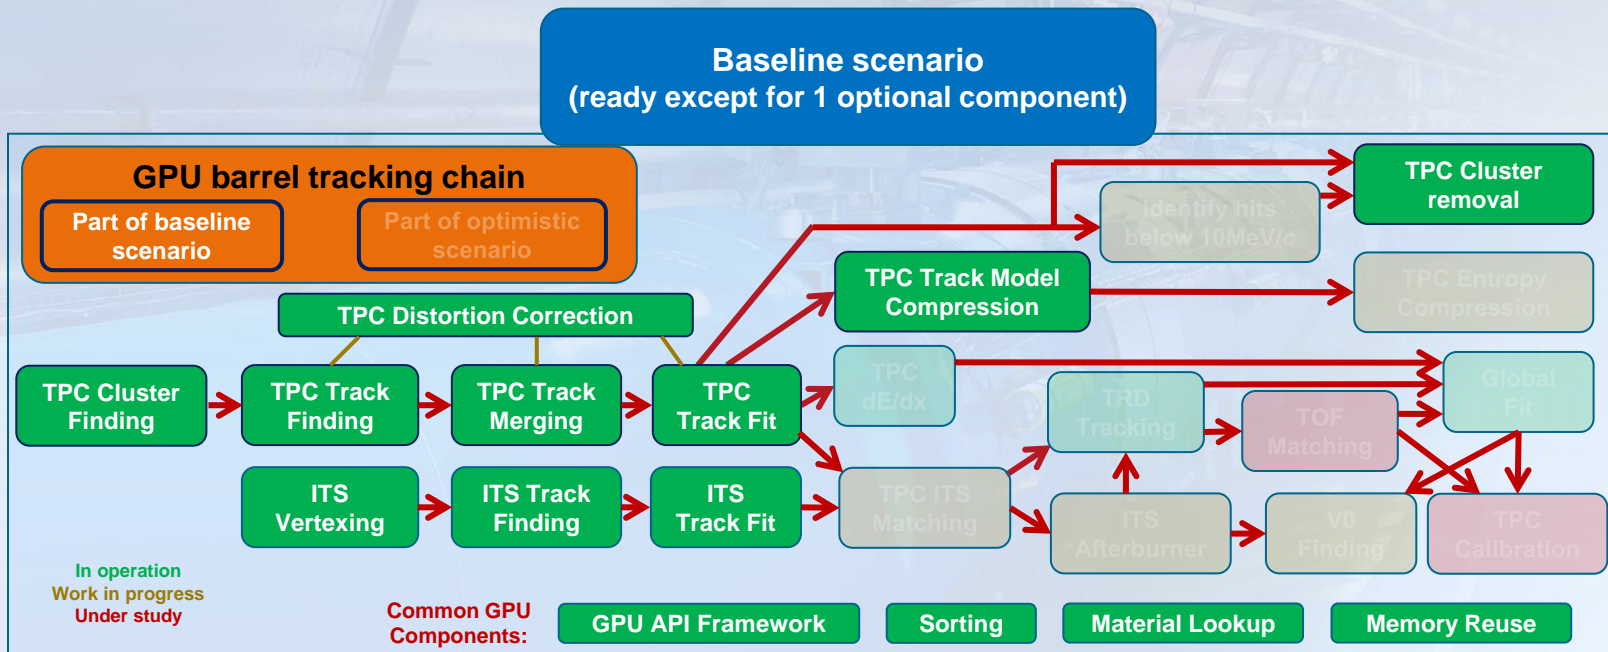 Baseline scenario
(ready except for 1 optional component)
GPU barrel tracking chain
Part of baseline
scenario
Part of optimistic
scenario
TPC Cluster
removal
Identify hits
below 10MeV/c
TPC Track Model
Compression
TPC Entropy
Compression
TPC Distortion Correction
TPC Cluster
Finding
TPC Track
Finding
TPC Track
Merging
TPC
Track Fit
TPC
dE/dx
TRD
Tracking
TOF
Matching
Global
Fit
ITS
Vertexing
ITS Track
Finding
ITS
Track Fit
TPC ITS
Matching
ITS
Afterburner
V0
Finding
TPC
Calibration
In operation
Work in progress
Under study
Common GPU
Components:
GPU API Framework
Sorting
Material Lookup
Memory Reuse